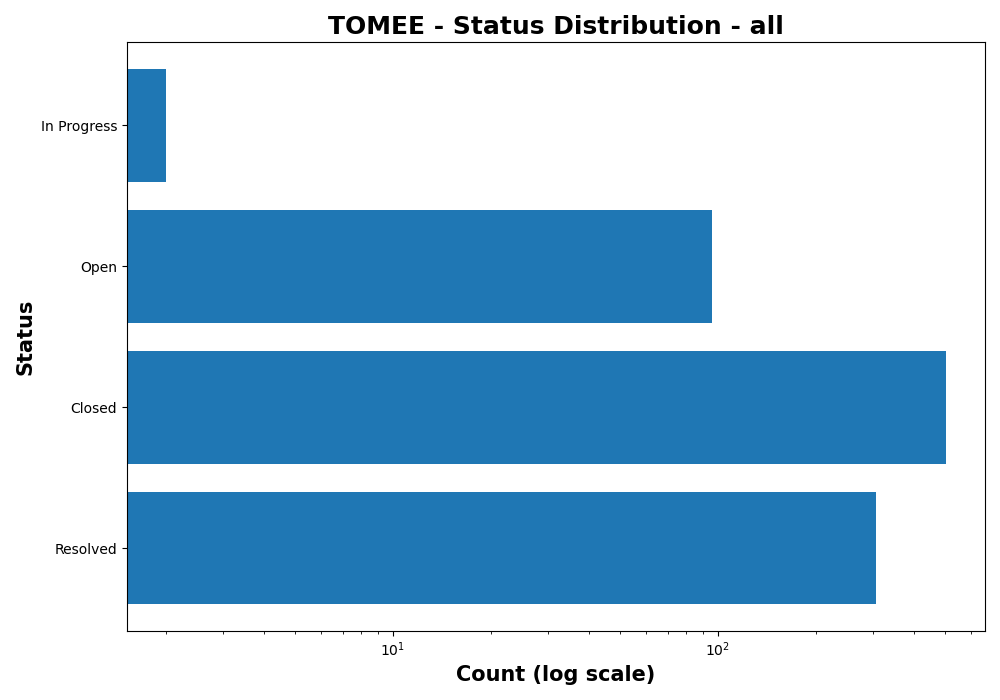 TOMEE - Status Distribution - all
In Progress
Open
Closed
Resolved
Status
10¹
10²
Count (log scale)